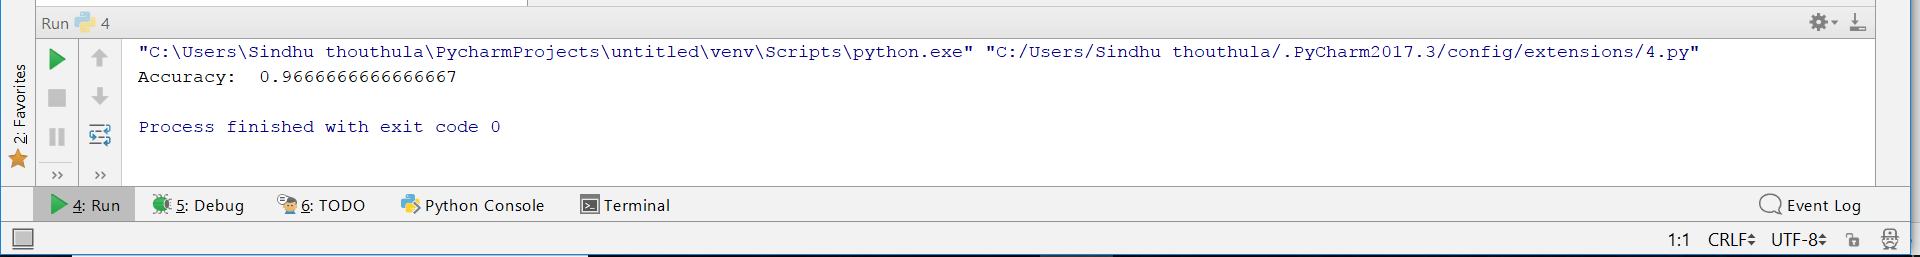 Run 4
"C:\Users\Sindhu thouthula\PycharmProjects\untitled\venv\Scripts\python.exe" "C:/Users/Sindhu thouthula/.PyCharm2017.3/config/extensions/4.py"
Accuracy:  0.9666666666666667
Process finished with exit code 0
2: Favorites
>> >>
4: Run 5: Debug 6: TODO Python Console Terminal Event Log
1:1 CRLF UTF-8